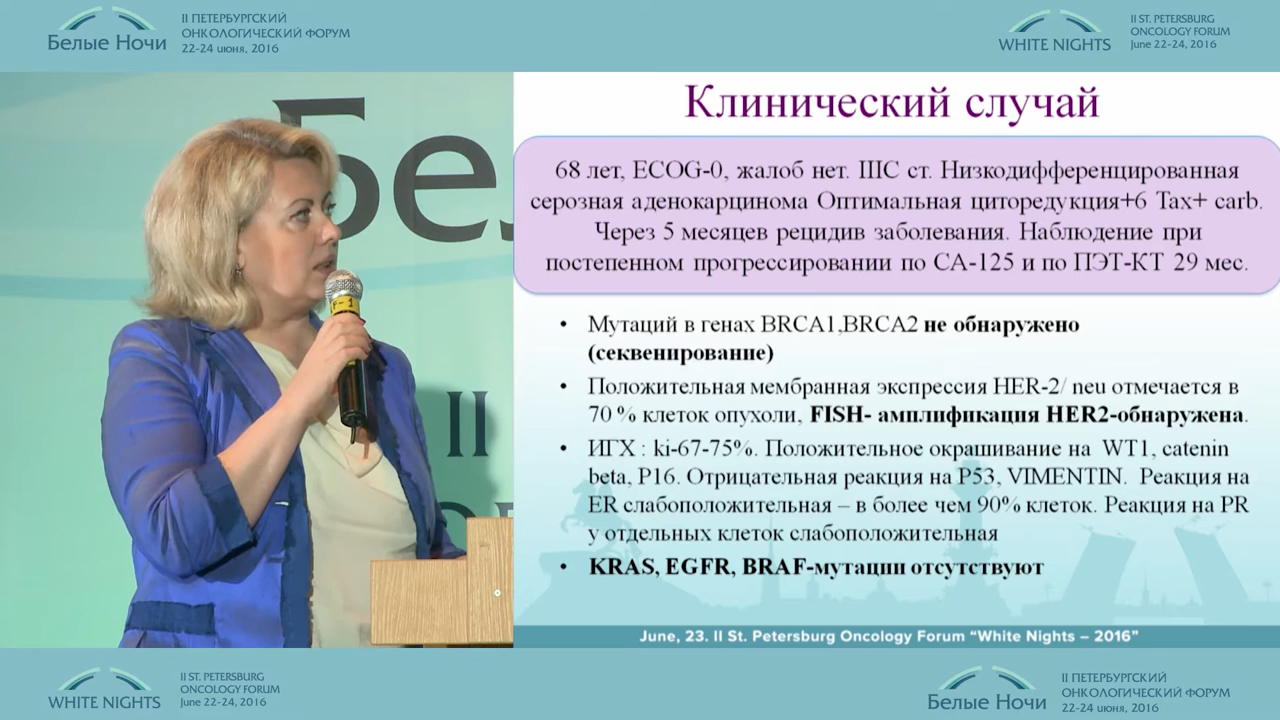 Белые Ночи
II ПЕТЕРБУРГСКИЙ
ОНКОЛОГИЧЕСКИЙ ФОРУМ
22-24 июня, 2016
WHITE NIGHTS
II ST. PETERSBURG
ONCOLOGY FORUM
June 22-24, 2016
Бе
II
Клинический случай
68 лет, ECOG-0, жалоб нет. IIIC ст. Низкодифференцированная
серозная аденокарцинома Оптимальная циторедукция+6 Tax+ carb.
Через 5 месяцев рецидив заболевания. Наблюдение при
постепенном прогрессировании по СА-125 и по ПЭТ-КТ 29 мес.
• Мутаций в генах BRCA1,BRCA2 не обнаружено
(секвенирование)
• Положительная мембранная экспрессия HER-2/ neu отмечается в
70 % клеток опухоли, FISH- амплификация HER2-обнаружена.
• ИГХ : ki-67-75%. Положительное окрашивание на WT1, catenin
beta, P16. Отрицательная реакция на P53, VIMENTIN. Реакция на
ER слабоположительная – в более чем 90% клеток. Реакция на PR
у отдельных клеток слабоположительная
• KRAS, EGFR, BRAF-мутации отсутствуют
June, 23. II St. Petersburg Oncology Forum “White Nights – 2016”
WHITE NIGHTS
II ST. PETERSBURG
ONCOLOGY FORUM
June 22-24, 2016
Белые Ночи
II ПЕТЕРБУРГСКИЙ
ОНКОЛОГИЧЕСКИЙ ФОРУМ
22-24 июня, 2016